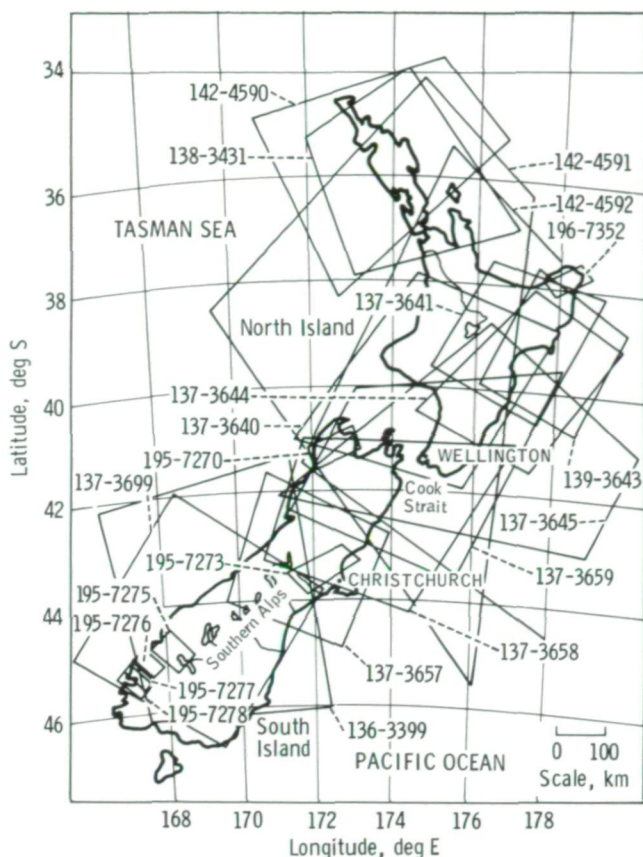 34
142-4590
138-3431
142-4591
36
142-4592
TASMAN SEA
196-7352
38
137-3641
North Island
137-3644
40
137-3640
WELLINGTON
195-7270
139-3643
137-3699
Cook
Strait
42
137-3645
195-7273
137-3659
CHRISTCHURCH
195-7275
44
Southern Alps
137-3658
195-7276
137-3657
195-7277
195-7278
136-3399
46
South
Island
PACIFIC OCEAN
0 100
Scale, km
168 170 172 174 176 178
Longitude, deg E
Latitude, deg S